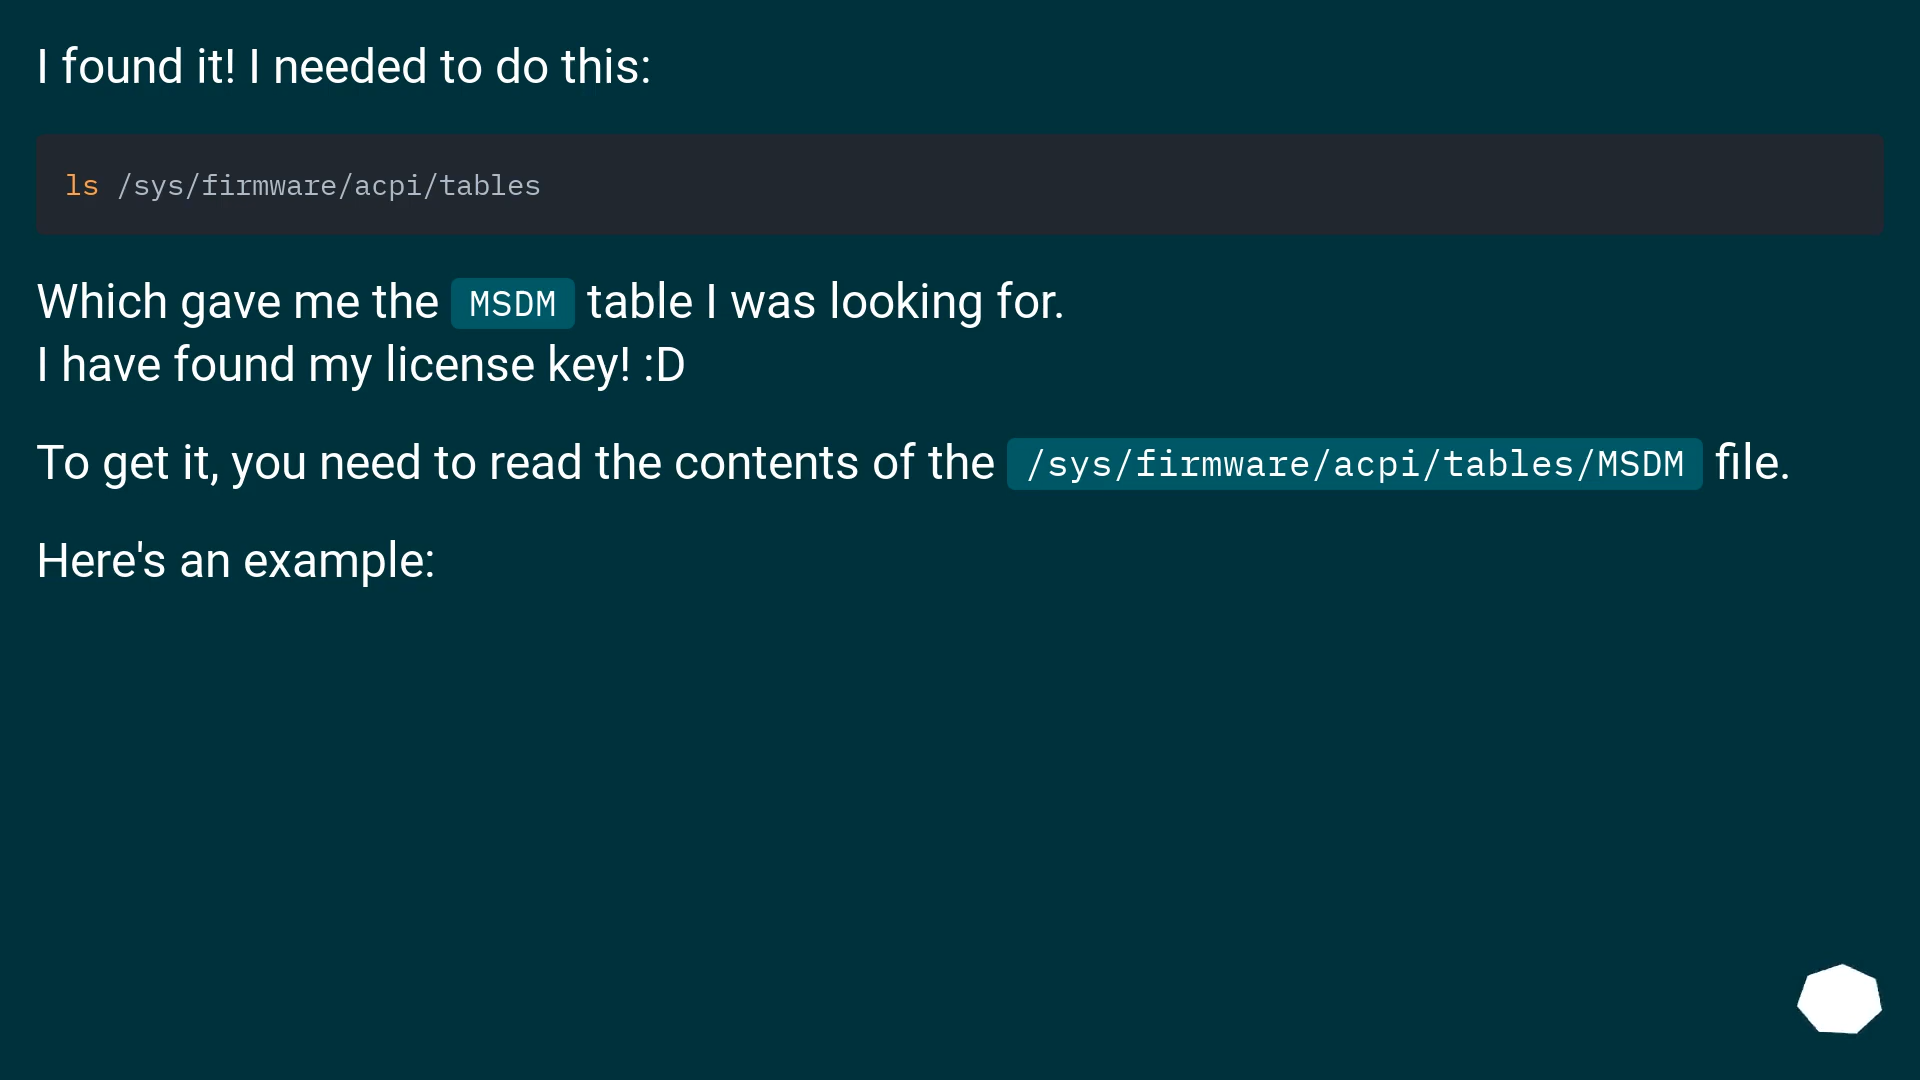 I found it! I needed to do this:
ls /sys/firmware/acpi/tables
Which gave me the MSDM table I was looking for.
I have found my license key! :D
To get it, you need to read the contents of the /sys/firmware/acpi/tables/MSDM file.
Here's an example: